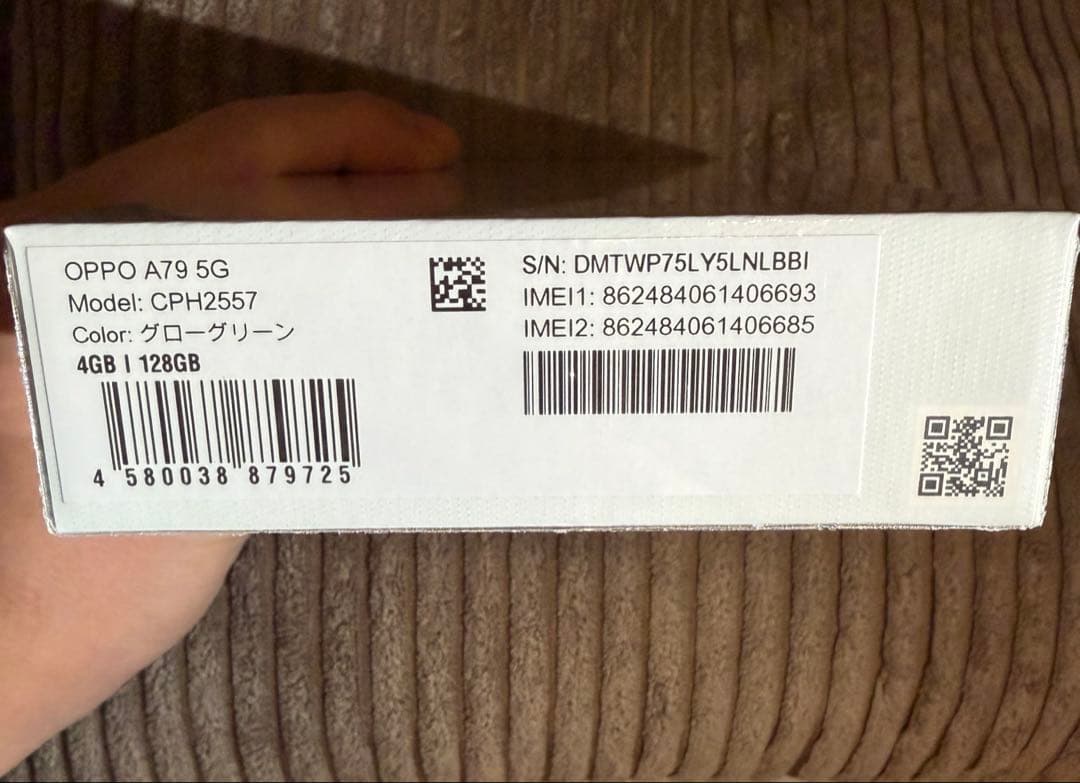 OPPO A79 5G
Model: CPH2557
Color: グローグリーン
4GB | 128GB
4 580038 879725
S/N: DMTWP75LY5LNLBBI
IMEI1: 862484061406693
IMEI2: 862484061406685